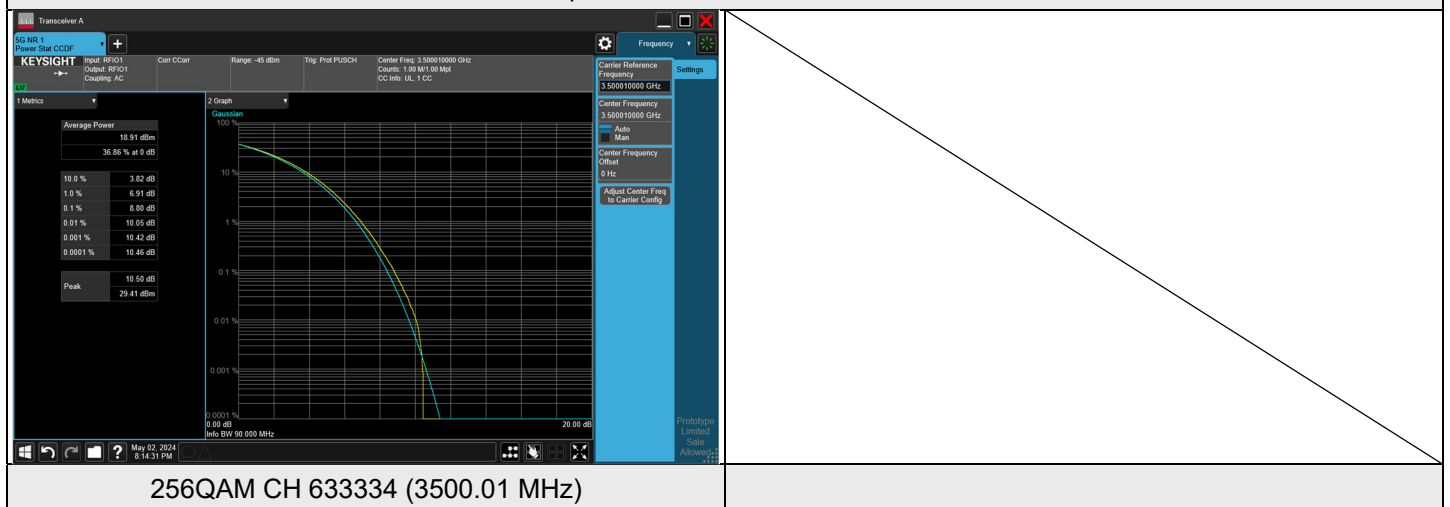 Transceiver A
5G NR 1
Power Stat CCDF
+
Frequency
KEYSIGHT
Input: RFIO1
Output: RFIO1
Coupling: AC
Corr CCorr
Range: -45 dBm
Trig: Prot PUSCH
Center Freq: 3.500010000 GHz
Counts: 1.00 M/1.00 Mpt
CC Info: UL, 1 CC
LXI
Carrier Reference
Frequency
3.500010000 GHz
Settings
Center Frequency
3.500010000 GHz
Auto
Man
Center Frequency
Offset
0 Hz
Adjust Center Freq
to Carrier Config
1 Metrics
Average Power
18.91 dBm
36.86 % at 0 dB
10.0 % 3.82 dB
1.0 % 6.91 dB
0.1 % 8.80 dB
0.01 % 10.05 dB
0.001 % 10.42 dB
0.0001 % 10.46 dB
Peak
10.50 dB
29.41 dBm
2 Graph
Gaussian
100 %
10 %
1 %
0.1 %
0.01 %
0.001 %
0.0001 %
0.00 dB
20.00 dB
Info BW 90.000 MHz
Prototype
Limited
Sale
Allowed
?
May 02, 2024
8:14:31 PM
256QAM CH 633334 (3500.01 MHz)